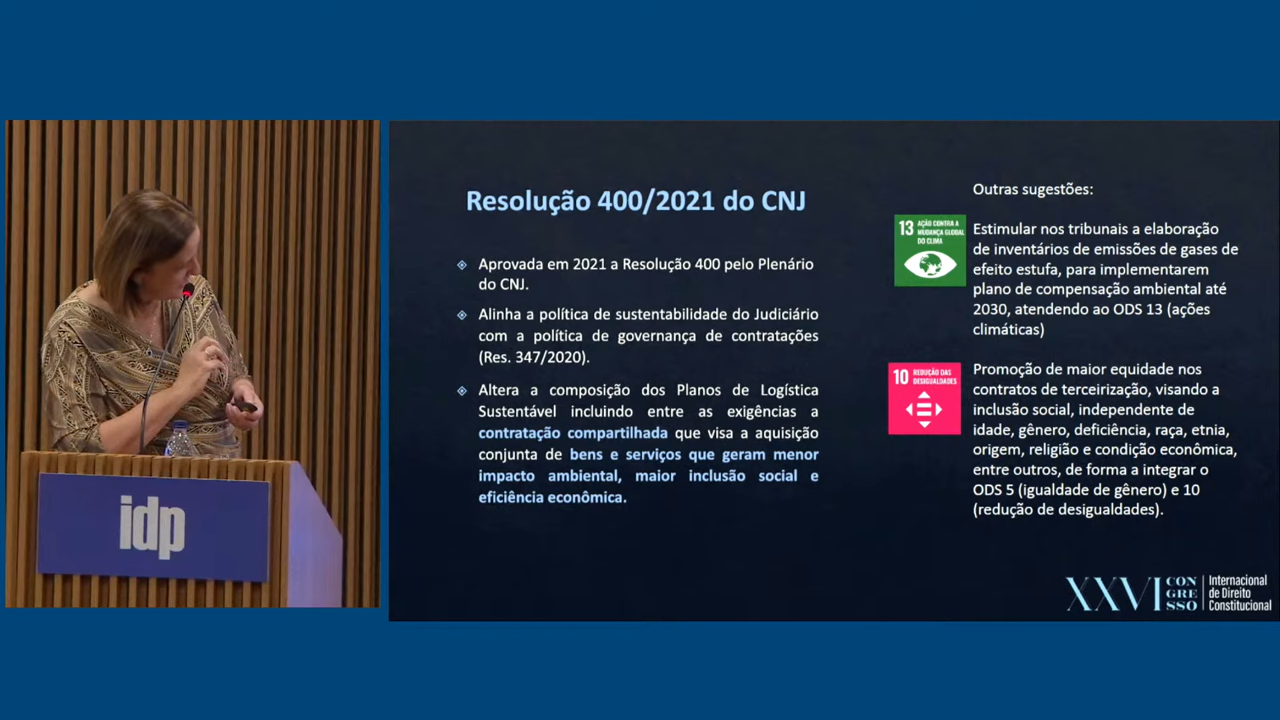 idp
Resolução 400/2021 do CNJ
Aprovada em 2021 a Resolução 400 pelo Plenário
do CNJ.
Alinha a política de sustentabilidade do Judiciário
com a política de governança de contratações
(Res. 347/2020).
Altera a composição dos Planos de Logística
Sustentável incluindo entre as exigências a
contratação compartilhada que visa a aquisição
conjunta de bens e serviços que geram menor
impacto ambiental, maior inclusão social e
eficiência econômica.
Outras sugestões:
13 AÇÃO CONTRA A
MUDANÇA GLOBAL
DO CLIMA
Estimular nos tribunais a elaboração
de inventários de emissões de gases de
efeito estufa, para implementarem
plano de compensação ambiental até
2030, atendendo ao ODS 13 (ações
climáticas)
10 REDUÇÃO DAS
DESIGUALDADES
Promoção de maior equidade nos
contratos de terceirização, visando a
inclusão social, independente de
idade, gênero, deficiência, raça, etnia,
origem, religião e condição econômica,
entre outros, de forma a integrar o
ODS 5 (igualdade de gênero) e 10
(redução de desigualdades).
XXVI
CON
GRE
SSO
Internacional
de Direito
Constitucional